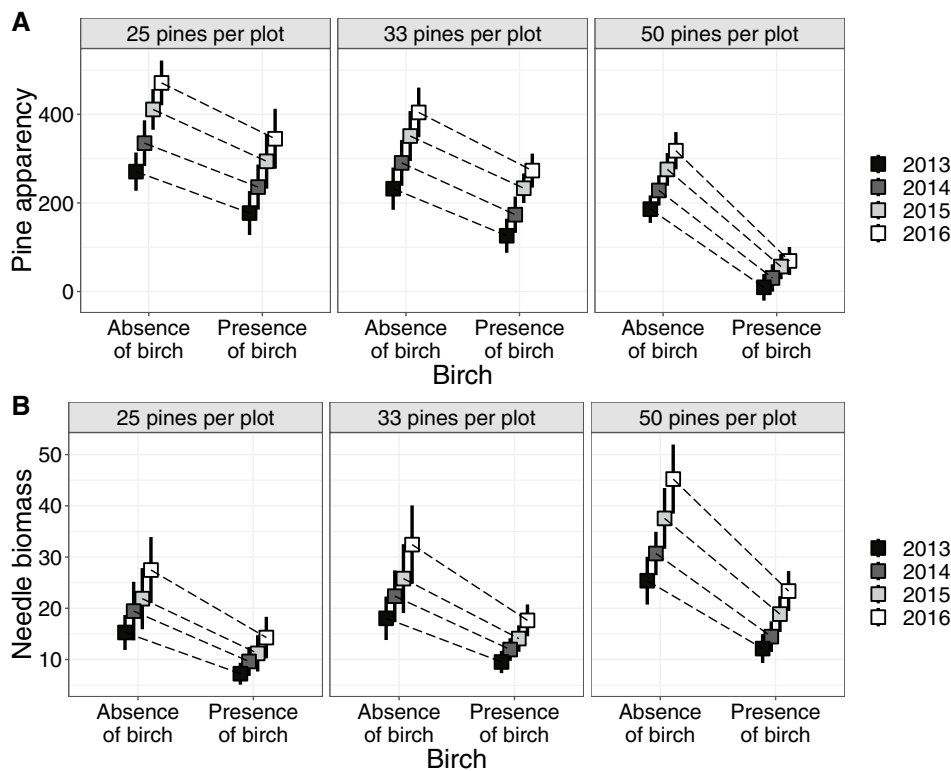 A
25 pines per plot
33 pines per plot
50 pines per plot
Pine apparency
400
200
0
Absence
of birch
Presence
of birch
Absence
of birch
Presence
of birch
Absence
of birch
Presence
of birch
Birch
2013
2014
2015
2016
B
25 pines per plot
33 pines per plot
50 pines per plot
Needle biomass
50
40
30
20
10
Absence
of birch
Presence
of birch
Absence
of birch
Presence
of birch
Absence
of birch
Presence
of birch
Birch
2013
2014
2015
2016